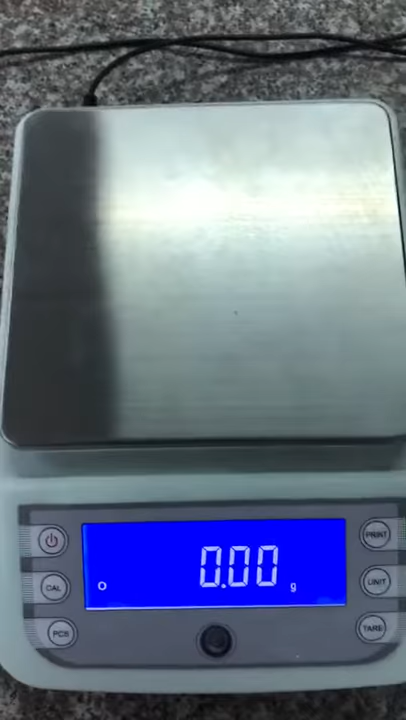 0.00 g
O
CAL
PCS
PRINT
UNIT
TARE